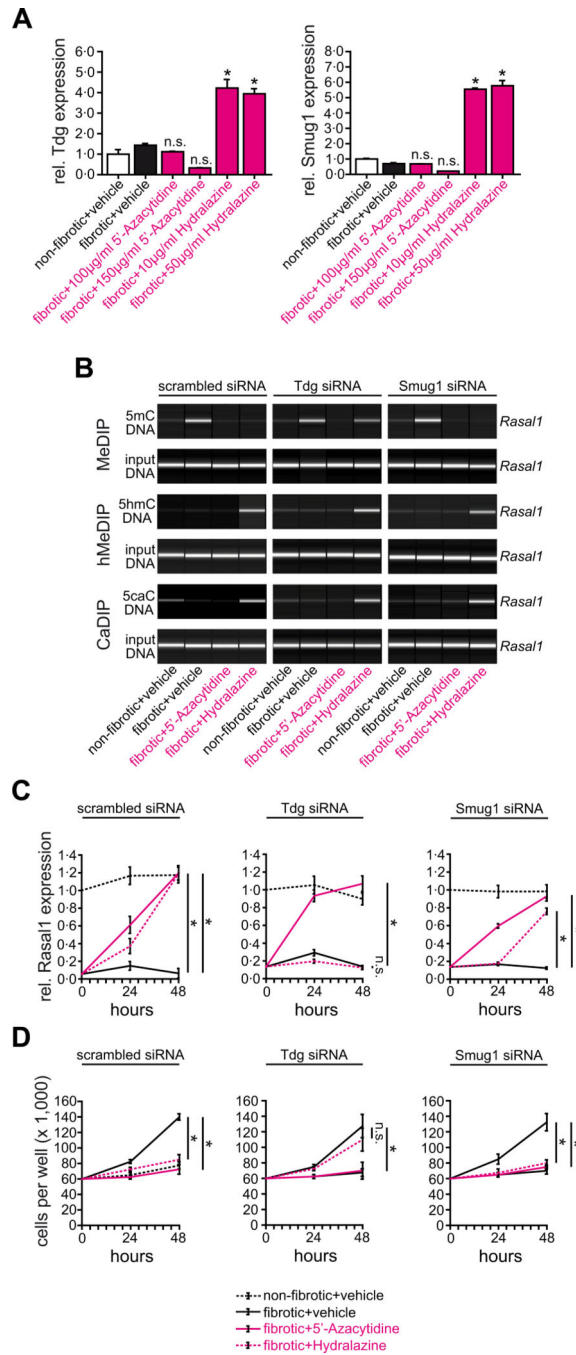 A
rel. Tdg expression
6·0
5·0
4·0
3·0
2·0
1·0
0·0
n.s.
n.s.
*
*
non-fibrotic+vehicle
fibrotic+vehicle
fibrotic+100µg/ml 5'-Azacytidine
fibrotic+150µg/ml 5'-Azacytidine
fibrotic+10µg/ml Hydralazine
fibrotic+50µg/ml Hydralazine
rel. Smug1 expression
8·0
7·0
6·0
5·0
4·0
3·0
2·0
1·0
0·0
n.s.
n.s.
*
*
non-fibrotic+vehicle
fibrotic+vehicle
fibrotic+100µg/ml 5'-Azacytidine
fibrotic+150µg/ml 5'-Azacytidine
fibrotic+10µg/ml Hydralazine
fibrotic+50µg/ml Hydralazine
B
scrambled siRNA Tdg siRNA Smug1 siRNA
MeDIP
5mC DNA Rasal1
input DNA Rasal1
hMeDIP
5hmC DNA Rasal1
input DNA Rasal1
CaDIP
5caC DNA Rasal1
input DNA Rasal1
non-fibrotic+vehicle
fibrotic+vehicle
fibrotic+5'-Azacytidine
fibrotic+Hydralazine
non-fibrotic+vehicle
fibrotic+vehicle
fibrotic+5'-Azacytidine
fibrotic+Hydralazine
non-fibrotic+vehicle
fibrotic+vehicle
fibrotic+5'-Azacytidine
fibrotic+Hydralazine
C
scrambled siRNA Tdg siRNA Smug1 siRNA
rel. Rasal1 expression
1·4 1·4 1·4
1·2 1·2 1·2
1·0 1·0 1·0
0·8 0·8 0·8
0·6 0·6 0·6
0·4 0·4 0·4
0·2 0·2 0·2
0·0 0·0 0·0
* * * n.s. *
0 24 48 0 24 48 0 24 48
hours hours hours
D
scrambled siRNA Tdg siRNA Smug1 siRNA
cells per well (x 1,000)
160 160 160
140 140 140
120 120 120
100 100 100
80 80 80
60 60 60
40 40 40
20 20 20
0 0 0
* * n.s. * * *
0 24 48 0 24 48 0 24 48
hours hours hours
non-fibrotic+vehicle
fibrotic+vehicle
fibrotic+5'-Azacytidine
fibrotic+Hydralazine